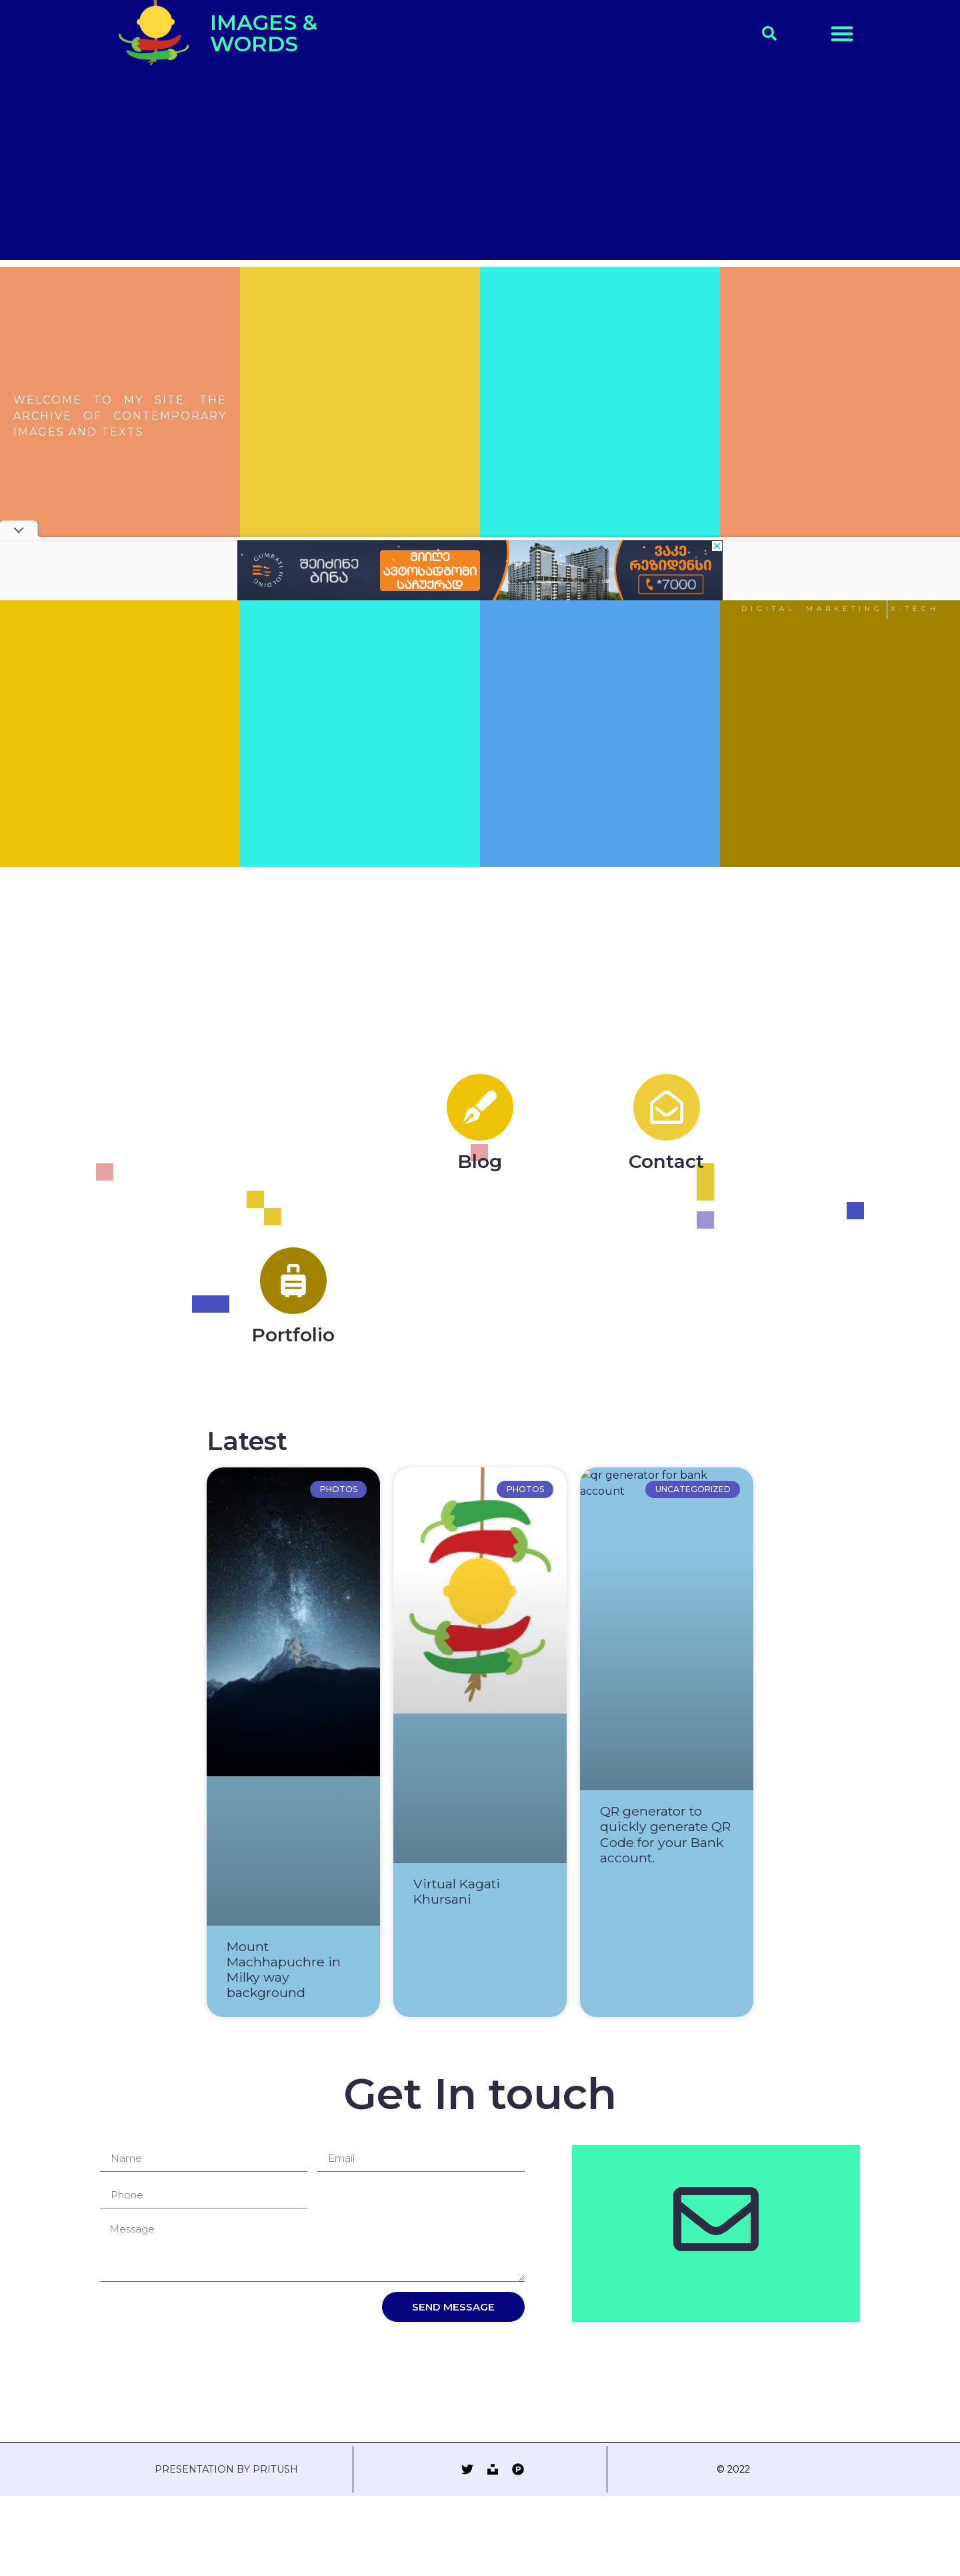 IMAGES &
WORDS
WELCOME TO MY SITE. THE
ARCHIVE OF CONTEMPORARY
IMAGES AND TEXTS.
GUMBATI HOLDING
შეიძინე
ბინა
მიიღე
ავტოსადგომი
საჩუქრად
ვაკე
რეზიდენსი
*7000
DIGITAL MARKETING
X-TECH
Blog
Contact
Portfolio
Latest
PHOTOS
Mount
Machhapuchre in
Milky way
background
PHOTOS
Virtual Kagati
Khursani
qr generator for bank
account
UNCATEGORIZED
QR generator to
quickly generate QR
Code for your Bank
account.
Get In touch
Name
Email
Phone
Message
SEND MESSAGE
PRESENTATION BY PRITUSH
© 2022